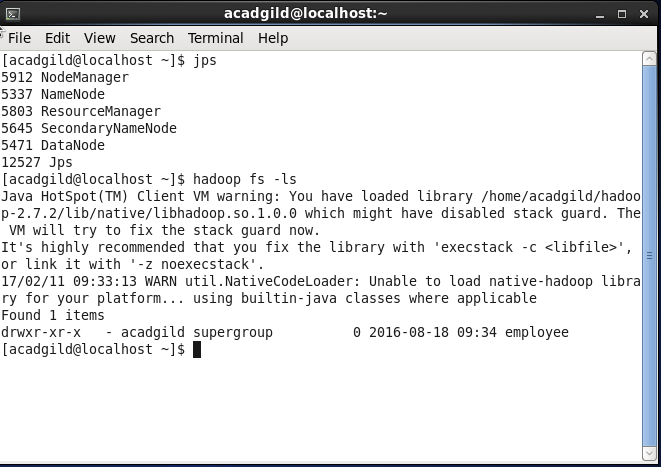 acadgild@localhost:~
File Edit View Search Terminal Help
[acadgild@localhost ~]$ jps
5912 NodeManager
5337 NameNode
5803 ResourceManager
5645 SecondaryNameNode
5471 DataNode
12527 Jps
[acadgild@localhost ~]$ hadoop fs -ls
Java HotSpot(TM) Client VM warning: You have loaded library /home/acadgild/hadoo
p-2.7.2/lib/native/libhadoop.so.1.0.0 which might have disabled stack guard. The
 VM will try to fix the stack guard now.
It's highly recommended that you fix the library with 'execstack -c <libfile>',
or link it with '-z noexecstack'.
17/02/11 09:33:13 WARN util.NativeCodeLoader: Unable to load native-hadoop libra
ry for your platform... using builtin-java classes where applicable
Found 1 items
drwxr-xr-x   - acadgild supergroup          0 2016-08-18 09:34 employee
[acadgild@localhost ~]$